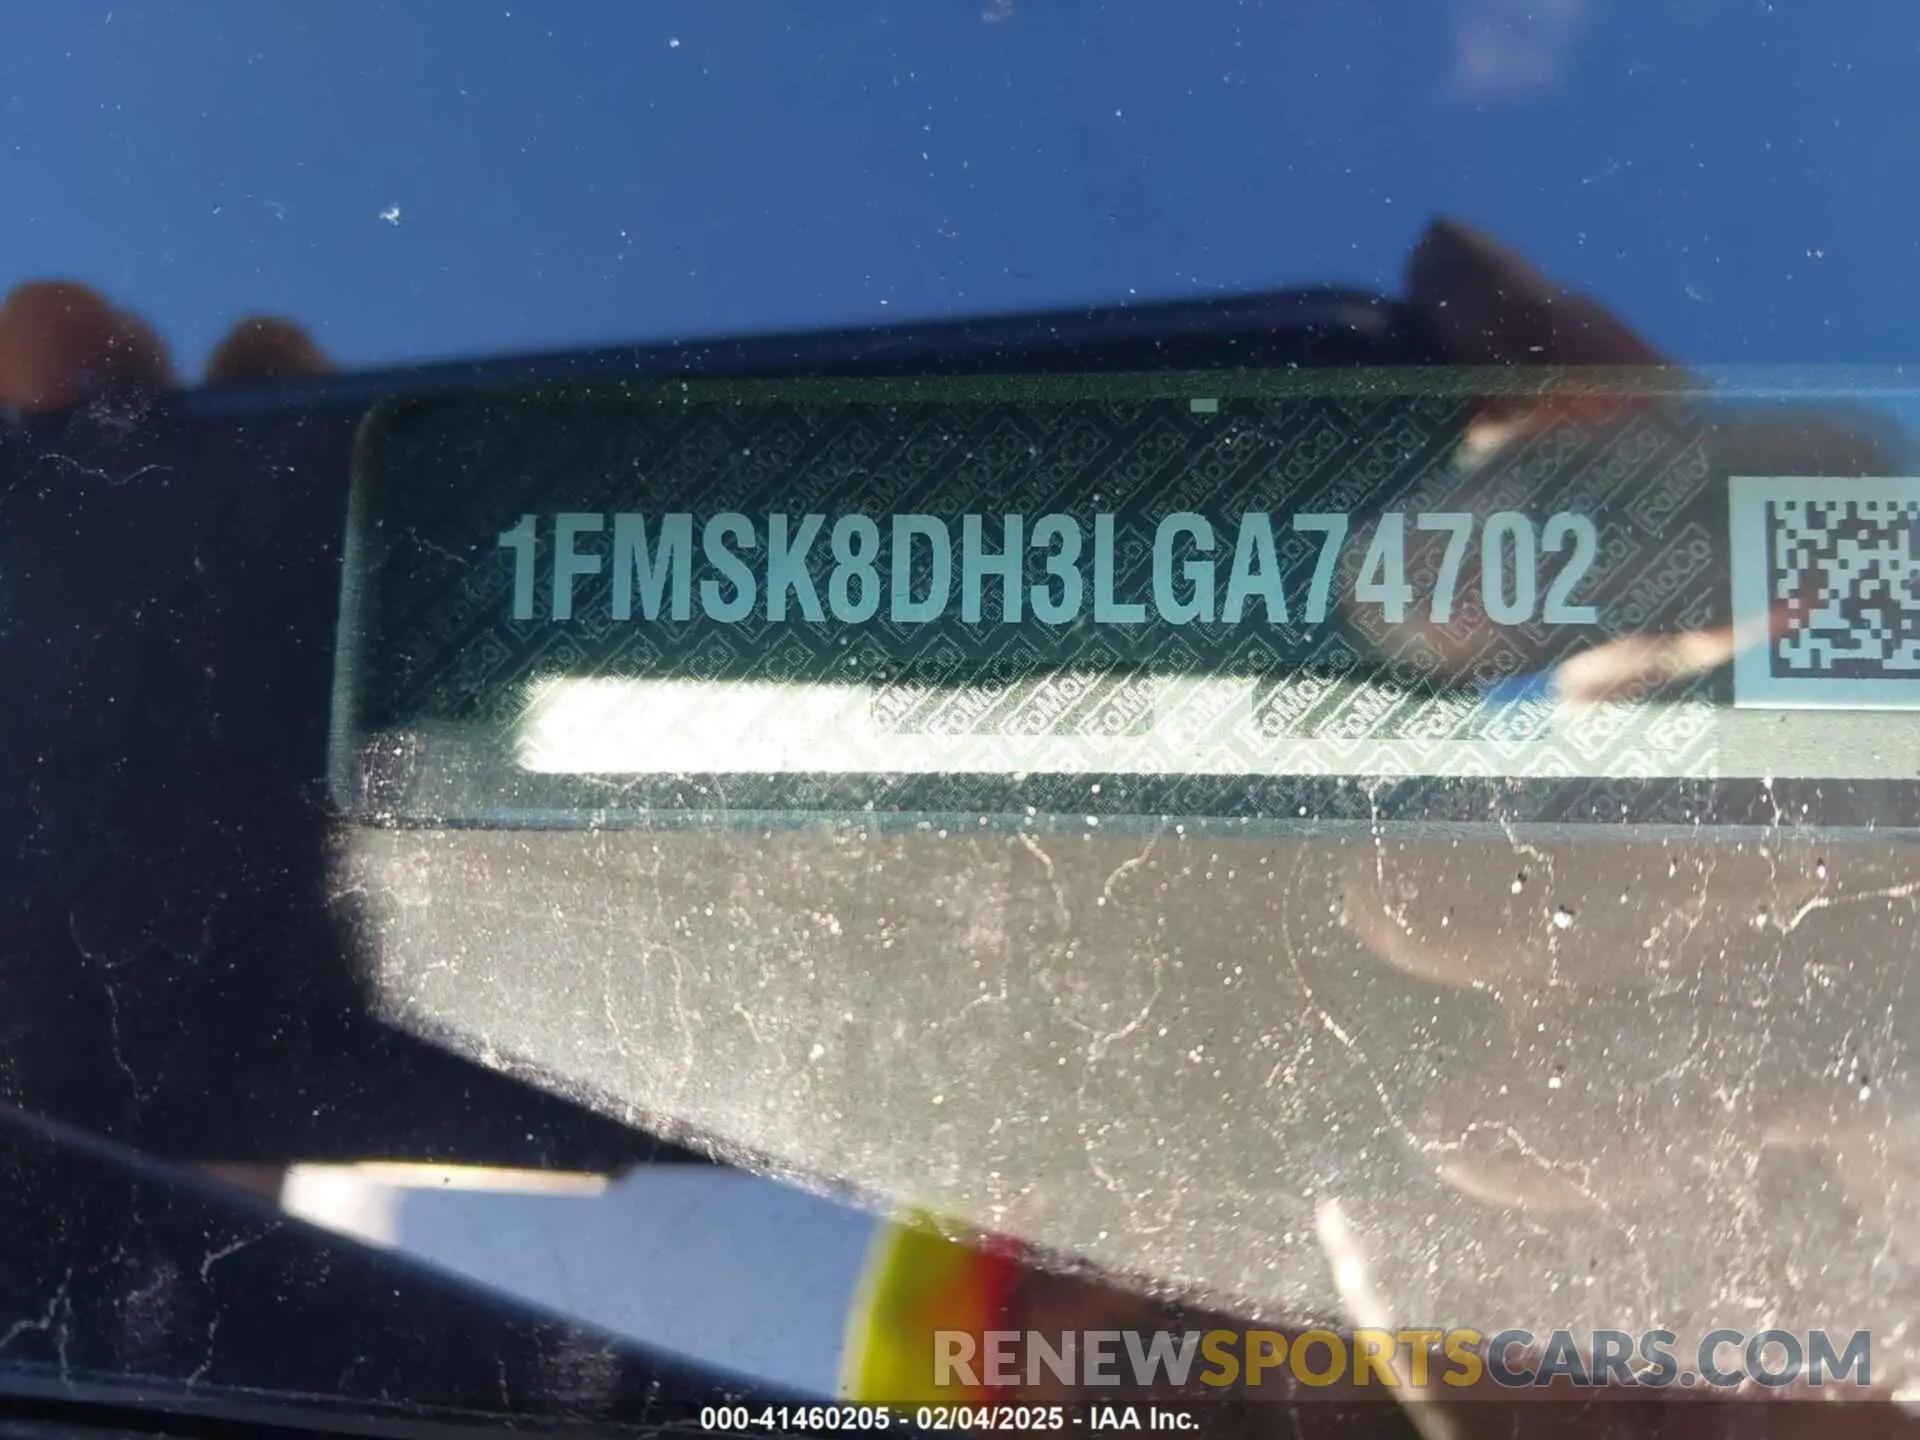 1FMSK8DH3LGA74702
RENEWSPORTSCARS.COM
000-41460205 - 02/04/2025 - IAA Inc.